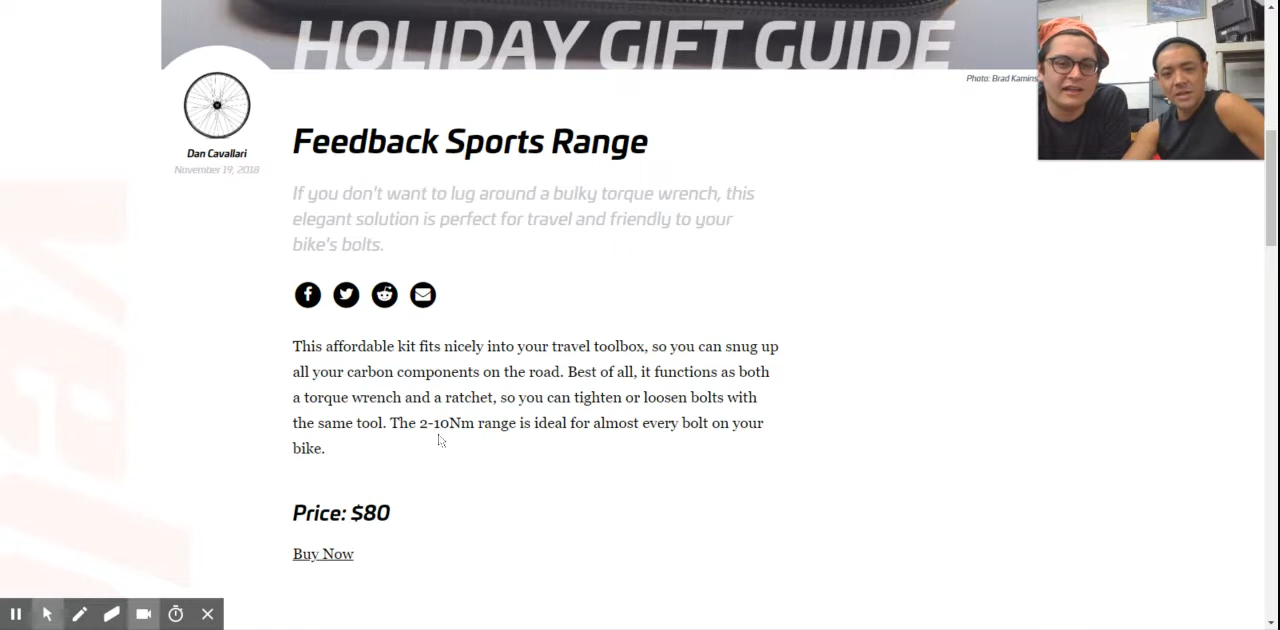 HOLIDAY GIFT GUIDE
Photo: Brad Kamins
Dan Cavallari
November 19, 2018
Feedback Sports Range
If you don't want to lug around a bulky torque wrench, this
elegant solution is perfect for travel and friendly to your
bike's bolts.
This affordable kit fits nicely into your travel toolbox, so you can snug up
all your carbon components on the road. Best of all, it functions as both
a torque wrench and a ratchet, so you can tighten or loosen bolts with
the same tool. The 2-10Nm range is ideal for almost every bolt on your
bike.
Price: $80
Buy Now